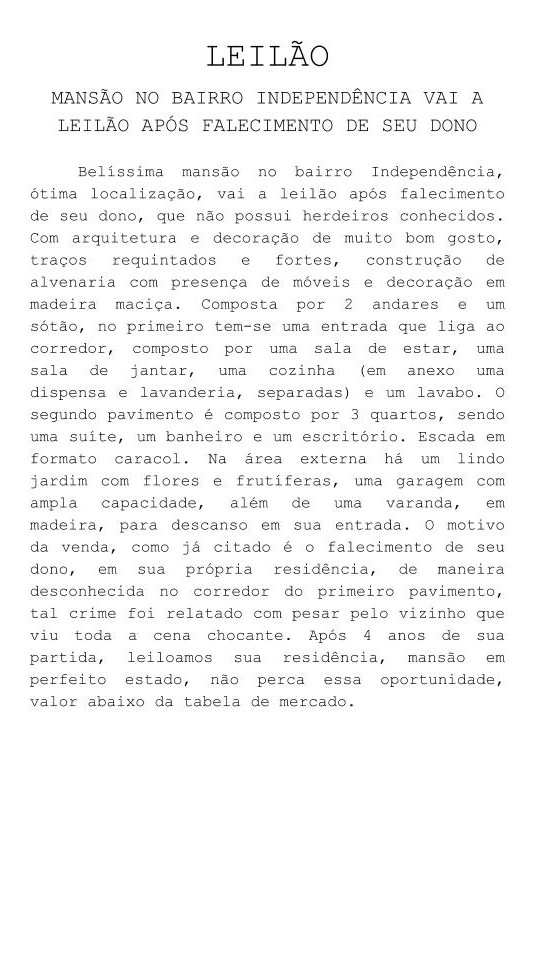 LEILÃO
MANSÃO NO BAIRRO INDEPENDÊNCIA VAI A
LEILÃO APÓS FALECIMENTO DE SEU DONO
Belíssima mansão no bairro Independência,
ótima localização, vai a leilão após falecimento
de seu dono, que não possui herdeiros conhecidos.
Com arquitetura e decoração de muito bom gosto,
traços requintados e fortes, construção de
alvenaria com presença de móveis e decoração em
madeira maciça. Composta por 2 andares e um
sótão, no primeiro tem-se uma entrada que liga ao
corredor, composto por uma sala de estar, uma
sala de jantar, uma cozinha (em anexo uma
dispensa e lavanderia, separadas) e um lavabo. O
segundo pavimento é composto por 3 quartos, sendo
uma suíte, um banheiro e um escritório. Escada em
formato caracol. Na área externa há um lindo
jardim com flores e frutíferas, uma garagem com
ampla capacidade, além de uma varanda, em
madeira, para descanso em sua entrada. O motivo
da venda, como já citado é o falecimento de seu
dono, em sua própria residência, de maneira
desconhecida no corredor do primeiro pavimento,
tal crime foi relatado com pesar pelo vizinho que
viu toda a cena chocante. Após 4 anos de sua
partida, leiloamos sua residência, mansão em
perfeito estado, não perca essa oportunidade,
valor abaixo da tabela de mercado.